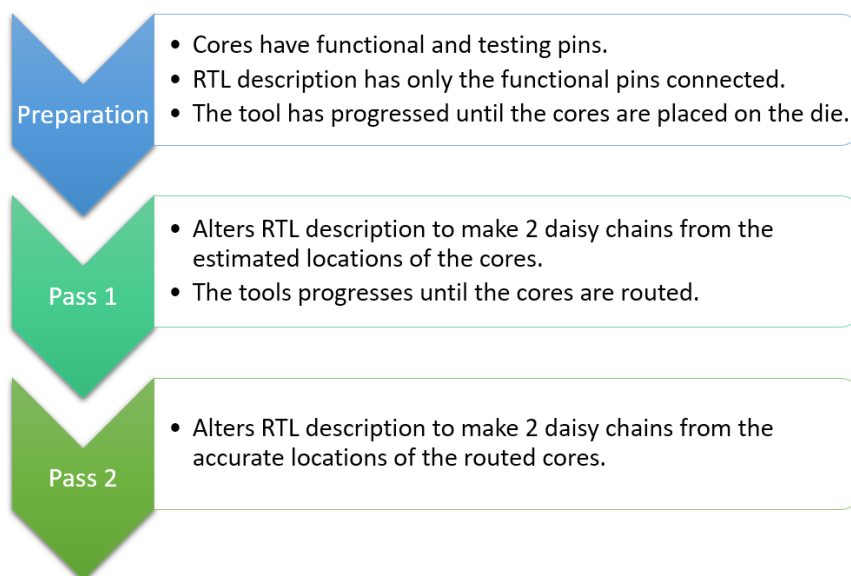 Preparation
• Cores have functional and testing pins.
• RTL description has only the functional pins connected.
• The tool has progressed until the cores are placed on the die.
Pass 1
• Alters RTL description to make 2 daisy chains from the
estimated locations of the cores.
• The tools progresses until the cores are routed.
Pass 2
• Alters RTL description to make 2 daisy chains from the
accurate locations of the routed cores.